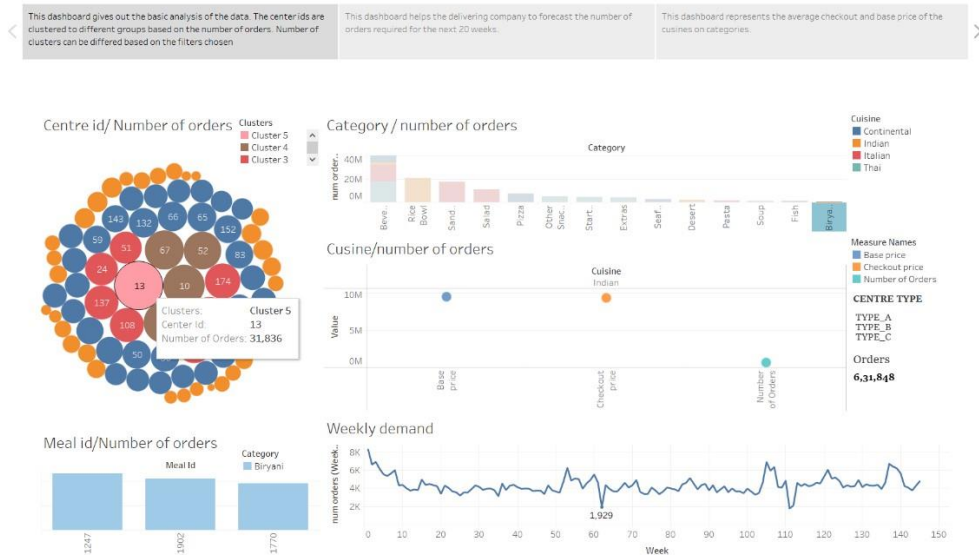 This dashboard gives out the basic analysis of the data. The center ids are
clustered to different groups based on the number of orders. Number of
clusters can be differed based on the filters chosen
This dashboard helps the delivering company to forecast the number of
orders required for the next 20 weeks.
This dashboard represents the average checkout and base price of the
cusines on categories.
Centre id/ Number of orders
Clusters
Cluster 5
Cluster 4
Cluster 3
143
132
66
65
152
59
51
67
52
83
24
13
10
174
137
108
50
Clusters: Cluster 5
Center Id: 13
Number of Orders: 31,836
Category / number of orders
Category
num order..
40M
20M
0M
Beve..
Rice
Bowl
Sand..
Salad
Pizza
Other
Snac..
Start..
Extras
Seaf..
Desert
Pasta
Soup
Fish
Birya..
Cuisine
Continental
Indian
Italian
Thai
Cusine/number of orders
Cuisine
Indian
Value
10M
5M
0M
Base
price
Checkout
price
Number
of Orders
Measure Names
Base price
Checkout price
Number of Orders
CENTRE TYPE
TYPE_A
TYPE_B
TYPE_C
Orders
6,31,848
Meal id/Number of orders
Meal Id
Category
Biryani
1247
1902
1770
Weekly demand
num orders (Week..
8K
6K
4K
2K
1,929
0 10 20 30 40 50 60 70 80 90 100 110 120 130 140 150
Week